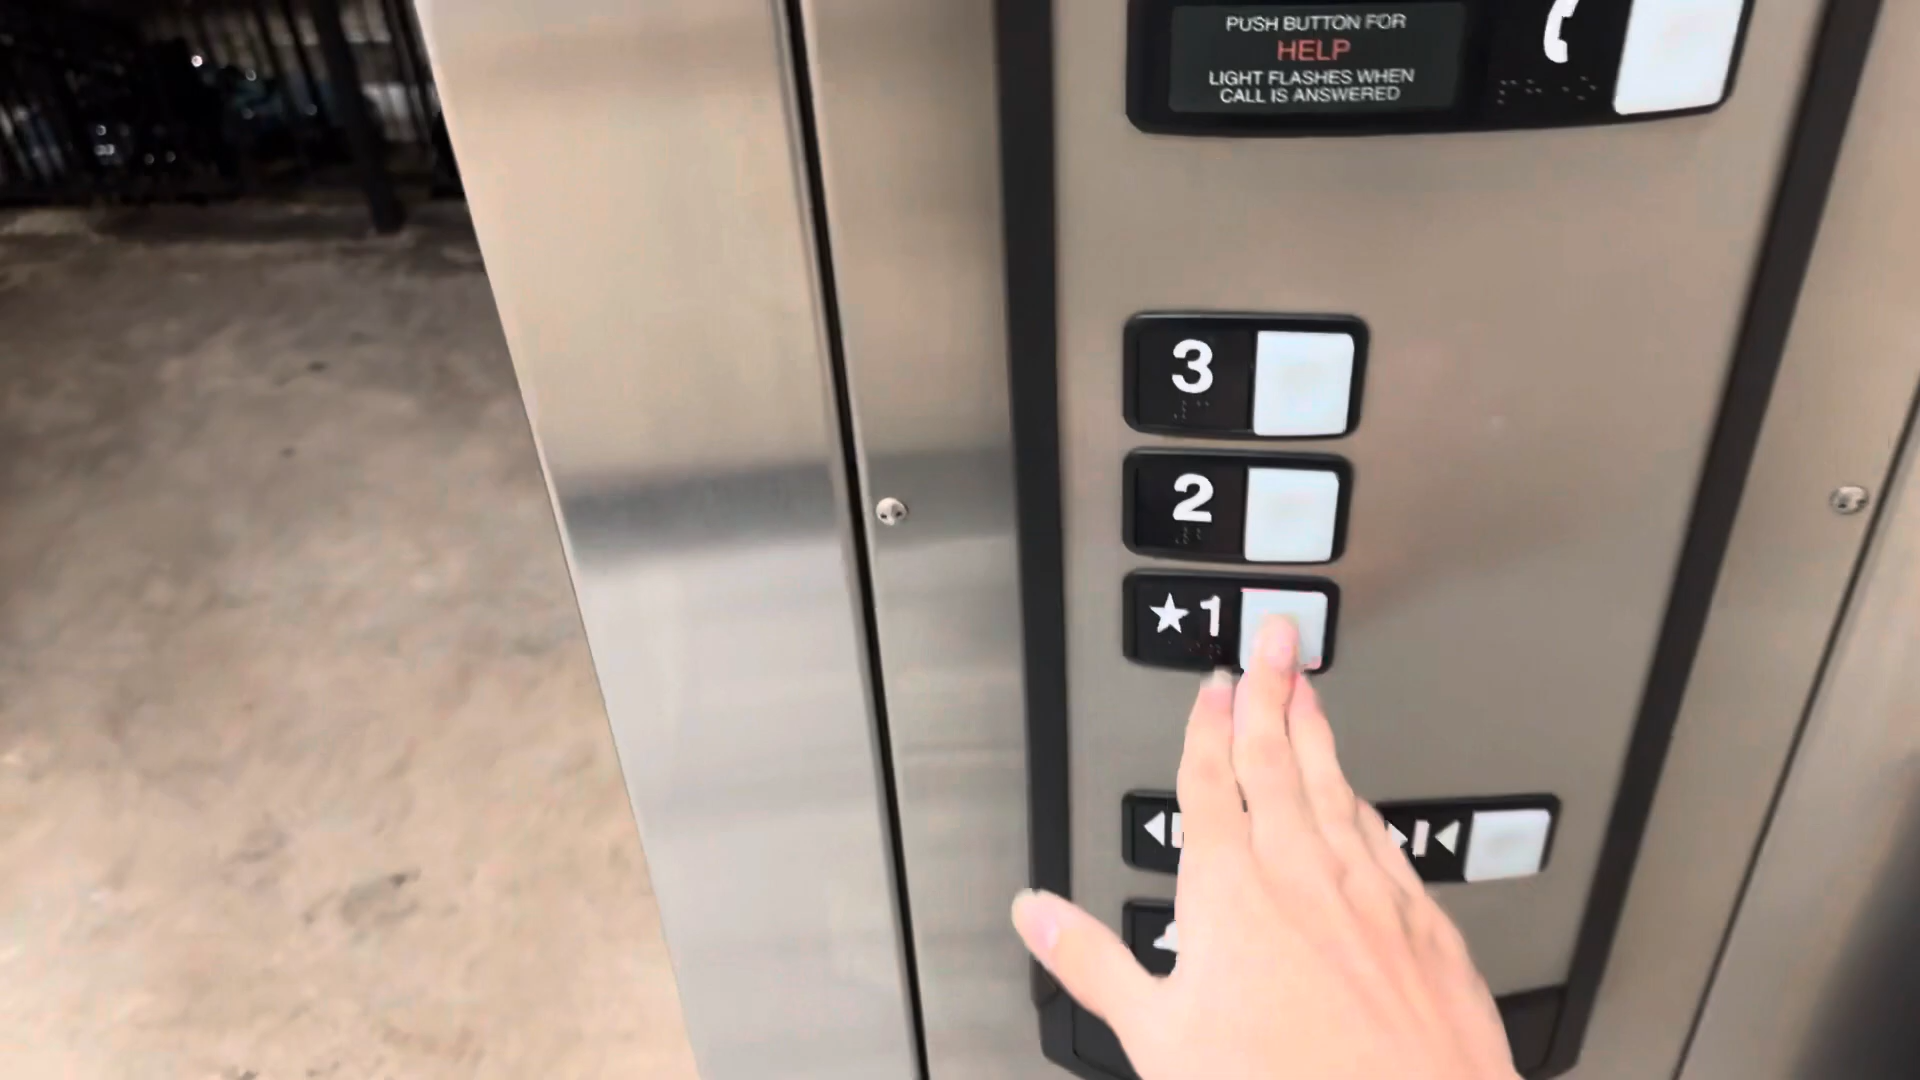 PUSH BUTTON FOR
HELP
LIGHT FLASHES WHEN
CALL IS ANSWERED
3
2
★1